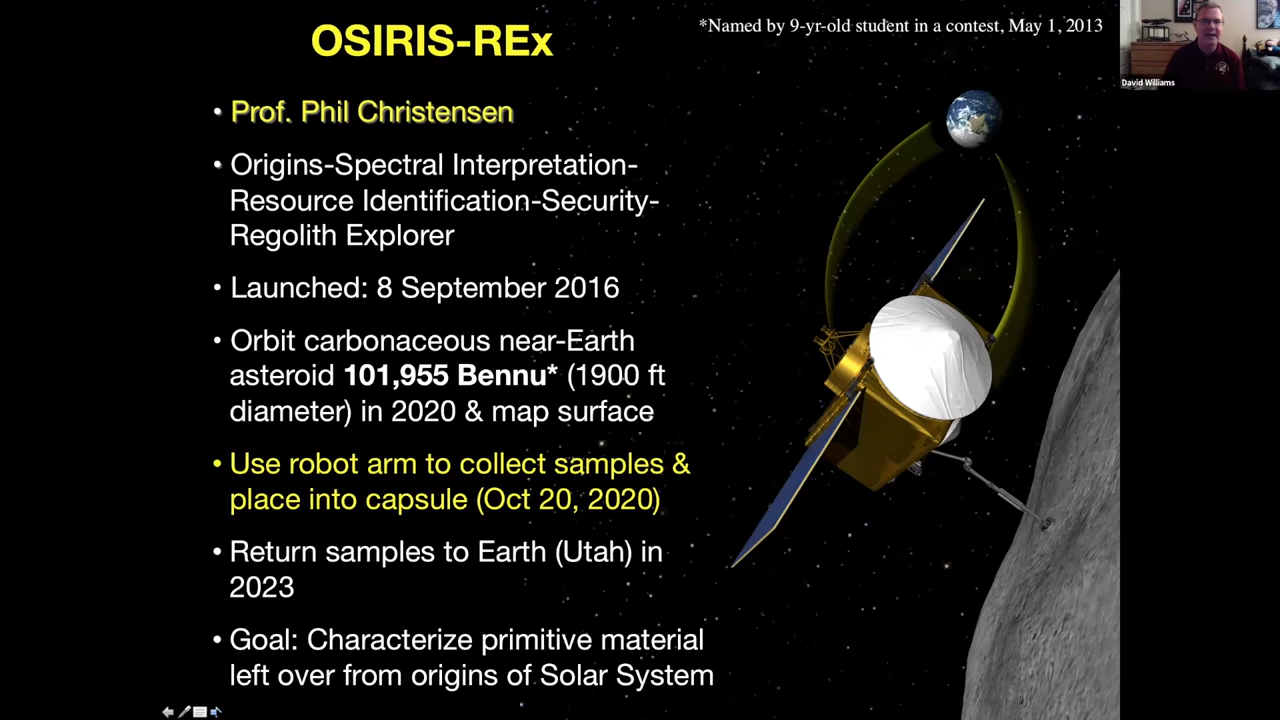 OSIRIS-REx
*Named by 9-yr-old student in a contest, May 1, 2013
David Williams
• Prof. Phil Christensen
• Origins-Spectral Interpretation-
Resource Identification-Security-
Regolith Explorer
• Launched: 8 September 2016
• Orbit carbonaceous near-Earth
asteroid 101,955 Bennu* (1900 ft
diameter) in 2020 & map surface
• Use robot arm to collect samples &
place into capsule (Oct 20, 2020)
• Return samples to Earth (Utah) in
2023
• Goal: Characterize primitive material
left over from origins of Solar System